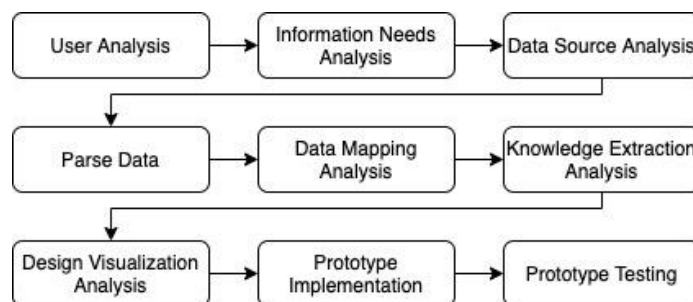 User Analysis
Information Needs
Analysis
Data Source Analysis
Parse Data
Data Mapping
Analysis
Knowledge Extraction
Analysis
Design Visualization
Analysis
Prototype
Implementation
Prototype Testing